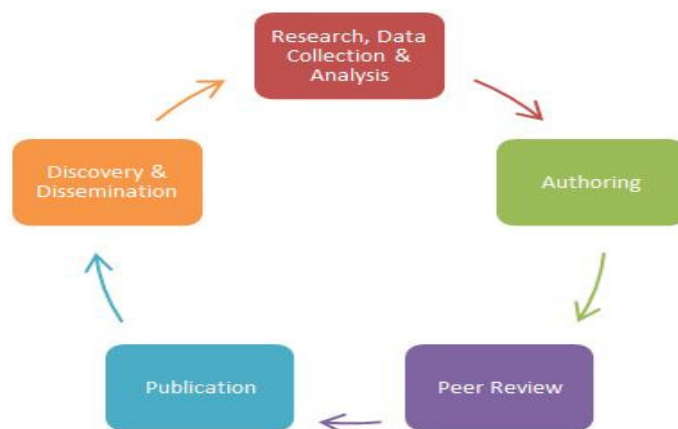 Research, Data
Collection &
Analysis
Authoring
Peer Review
Publication
Discovery &
Dissemination